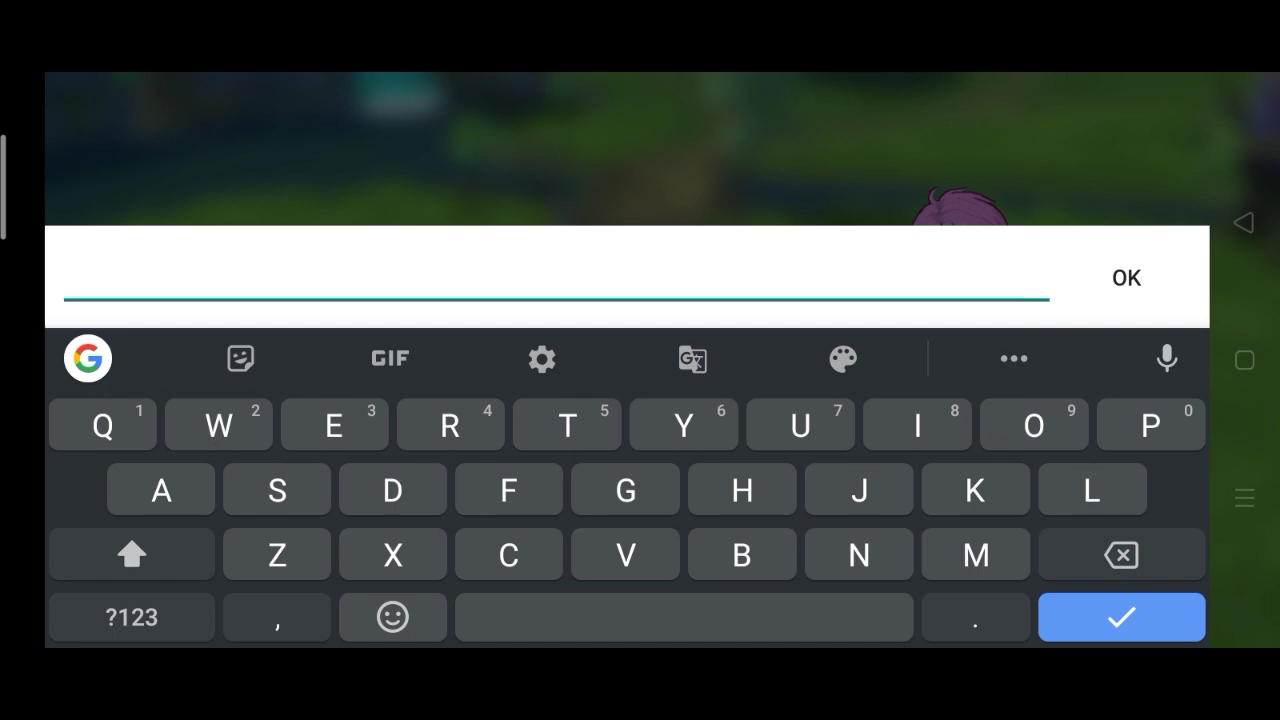 OK
G GIF G
Q 1 W 2 E 3 R 4 T 5 Y 6 U 7 I 8 O 9 P 0
A S D F G H J K L
Z X C V B N M
?123 , .